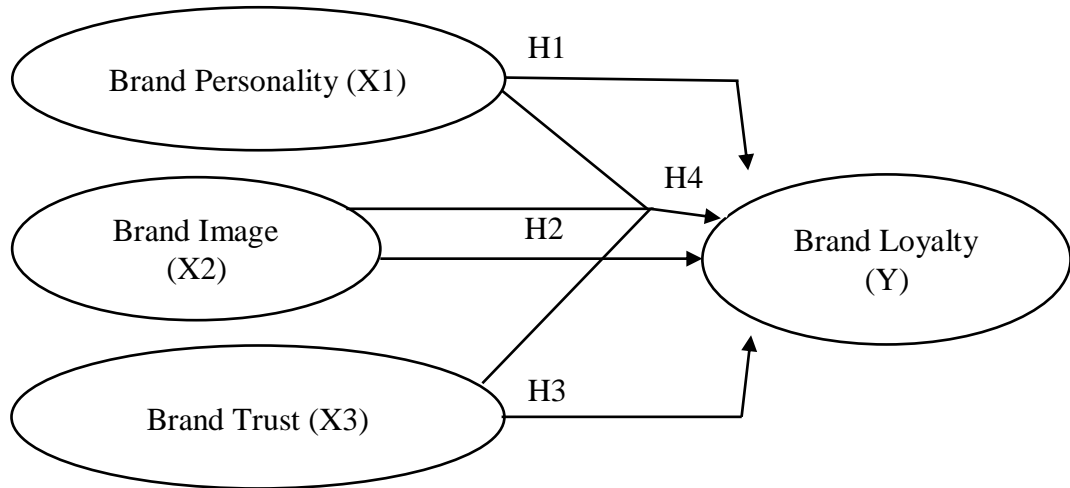 H1
Brand Personality (X1)
H4
Brand Image
(X2)
H2
Brand Loyalty
(Y)
H3
Brand Trust (X3)